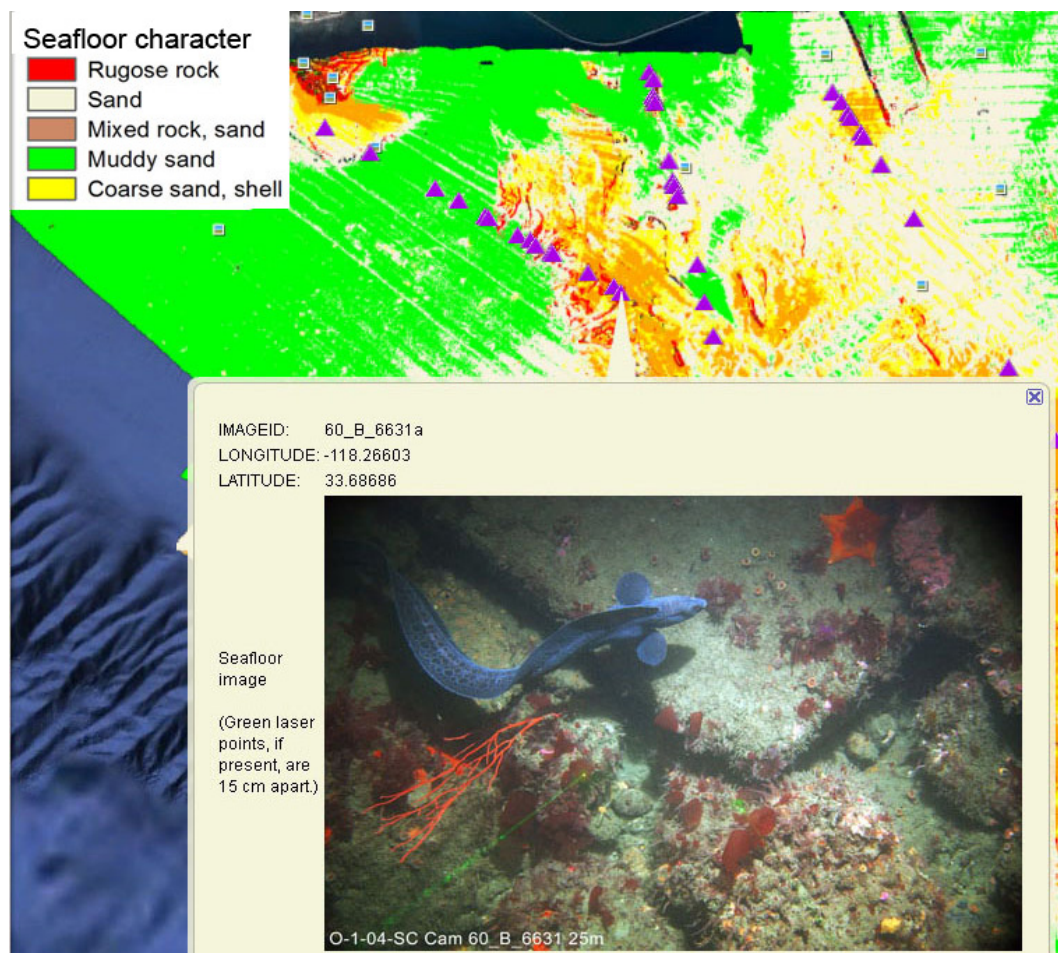 Seafloor character
Rugose rock
Sand
Mixed rock, sand
Muddy sand
Coarse sand, shell
IMAGEID: 60_B_6631a
LONGITUDE: -118.26603
LATITUDE: 33.68686
Seafloor
image
(Green laser
points, if
present, are
15 cm apart.)
O-1-04-SC Cam 60_B_6631 25m